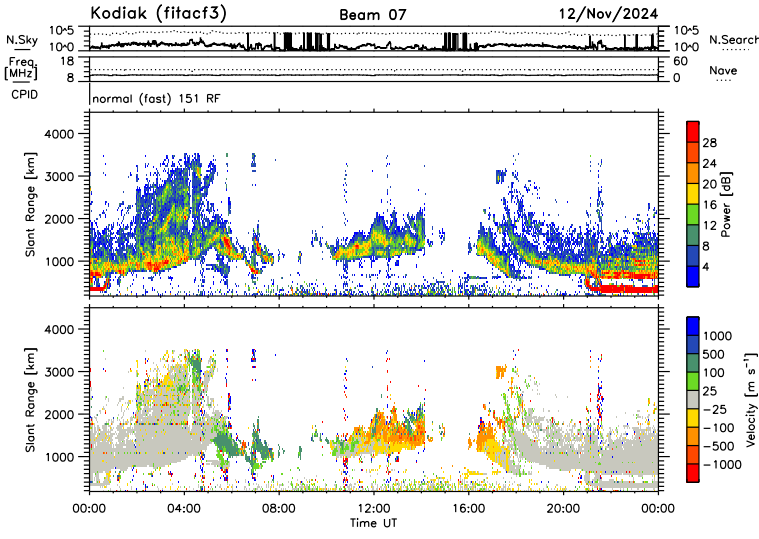 Kodiak (fitacf3) Beam 07 12/Nov/2024
N.Sky 10^5 10^0 10^5 10^0 N.Search
Freq. [MHz] 18 8 60 0 Nave
CPID normal (fast) 151 RF
Slant Range [km]
4000
3000
2000
1000
Power [dB]
28
24
20
16
12
8
4
Slant Range [km]
4000
3000
2000
1000
Velocity [m s⁻¹]
1000
500
100
25
−25
−100
−500
−1000
00:00 04:00 08:00 12:00 16:00 20:00 00:00
Time UT